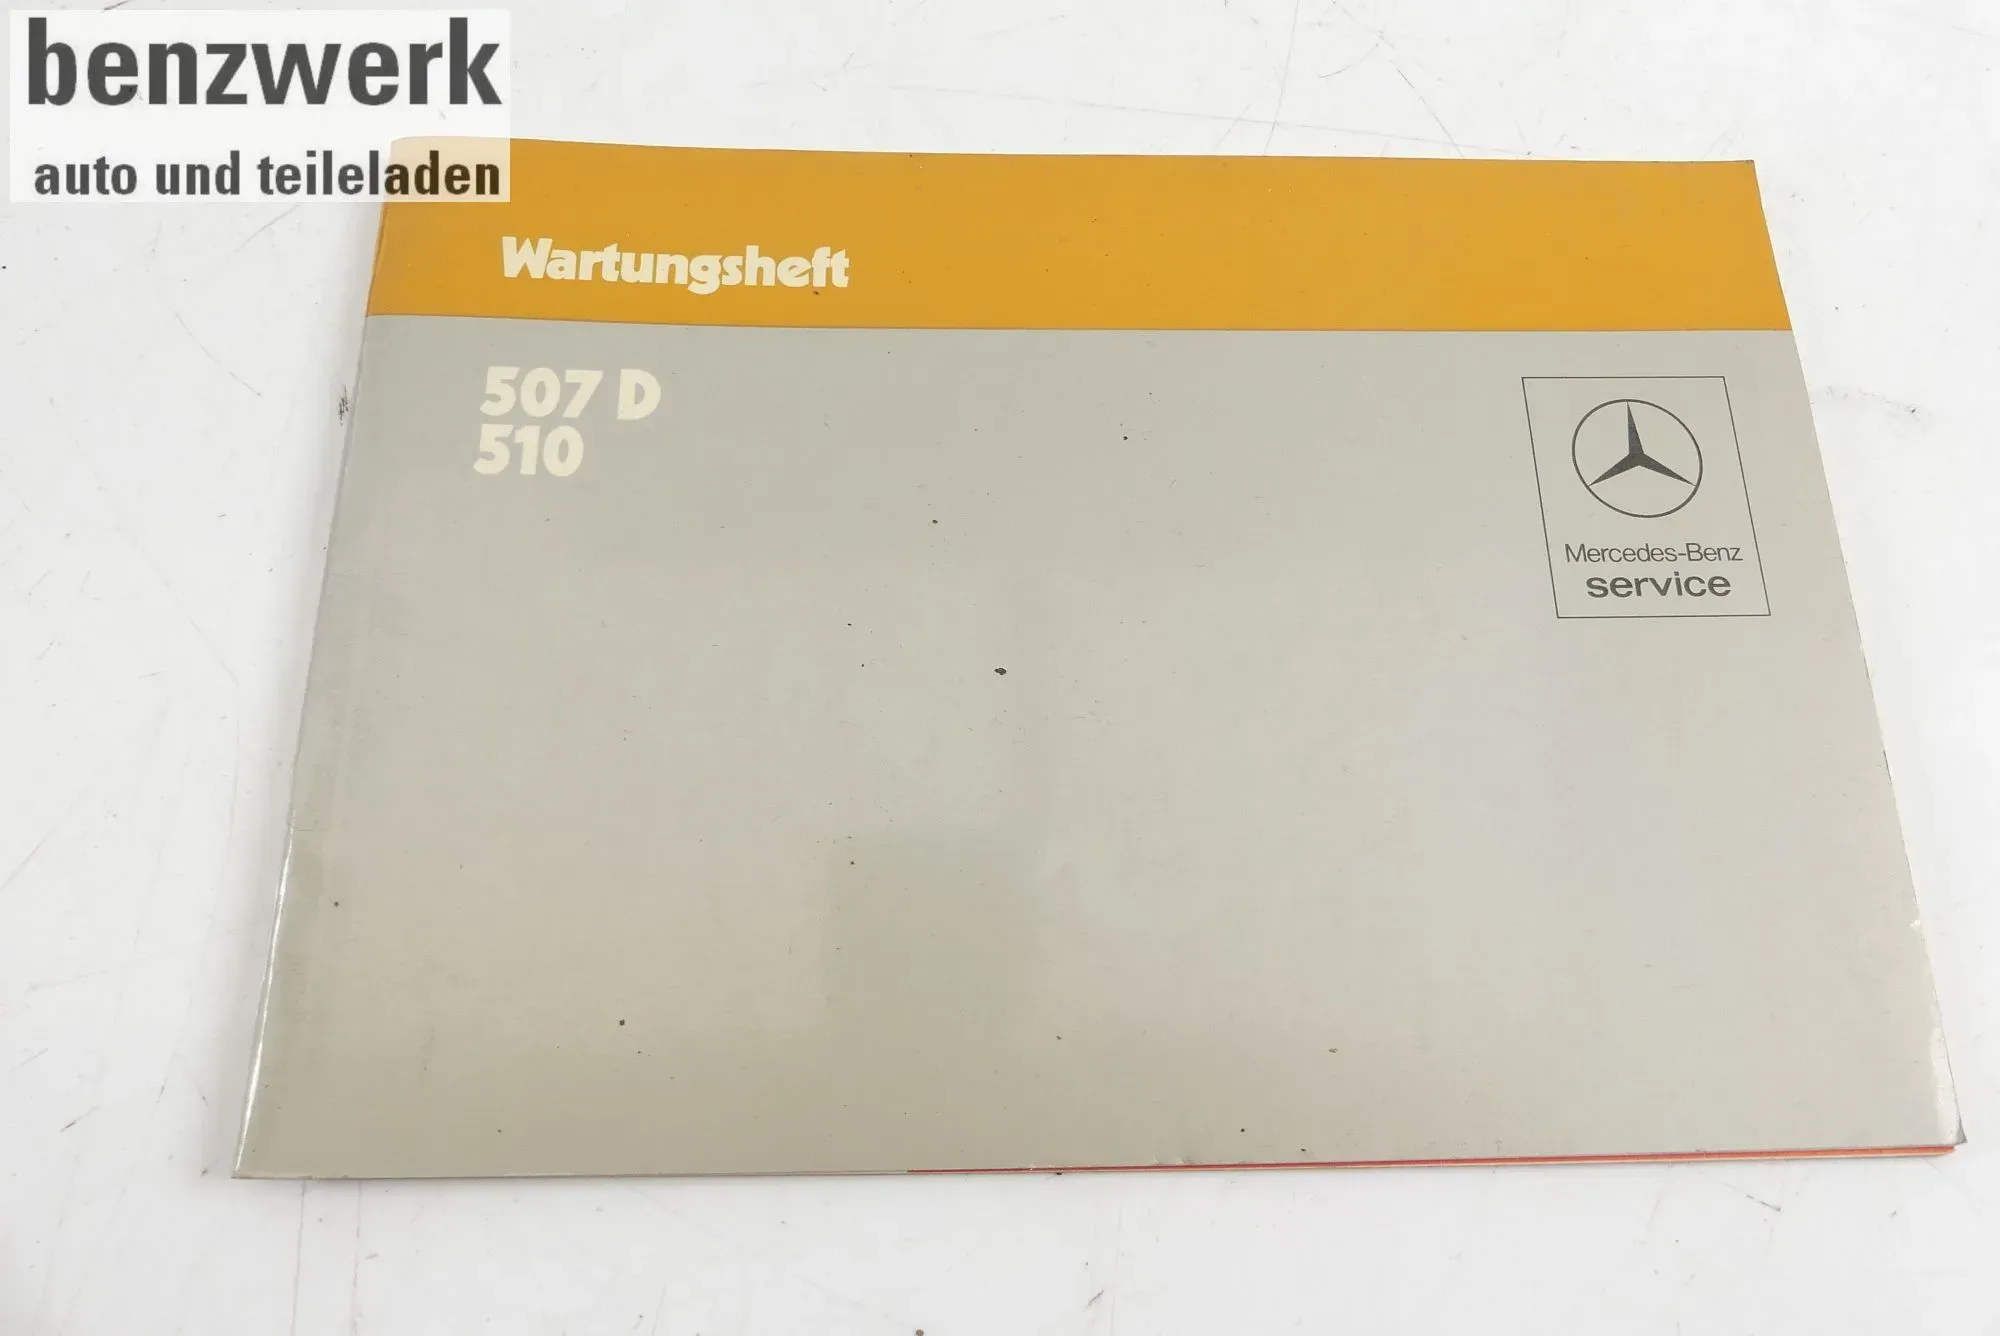 benzwerk
auto und teileladen
Wartungsheft
507 D
510
Mercedes-Benz
service